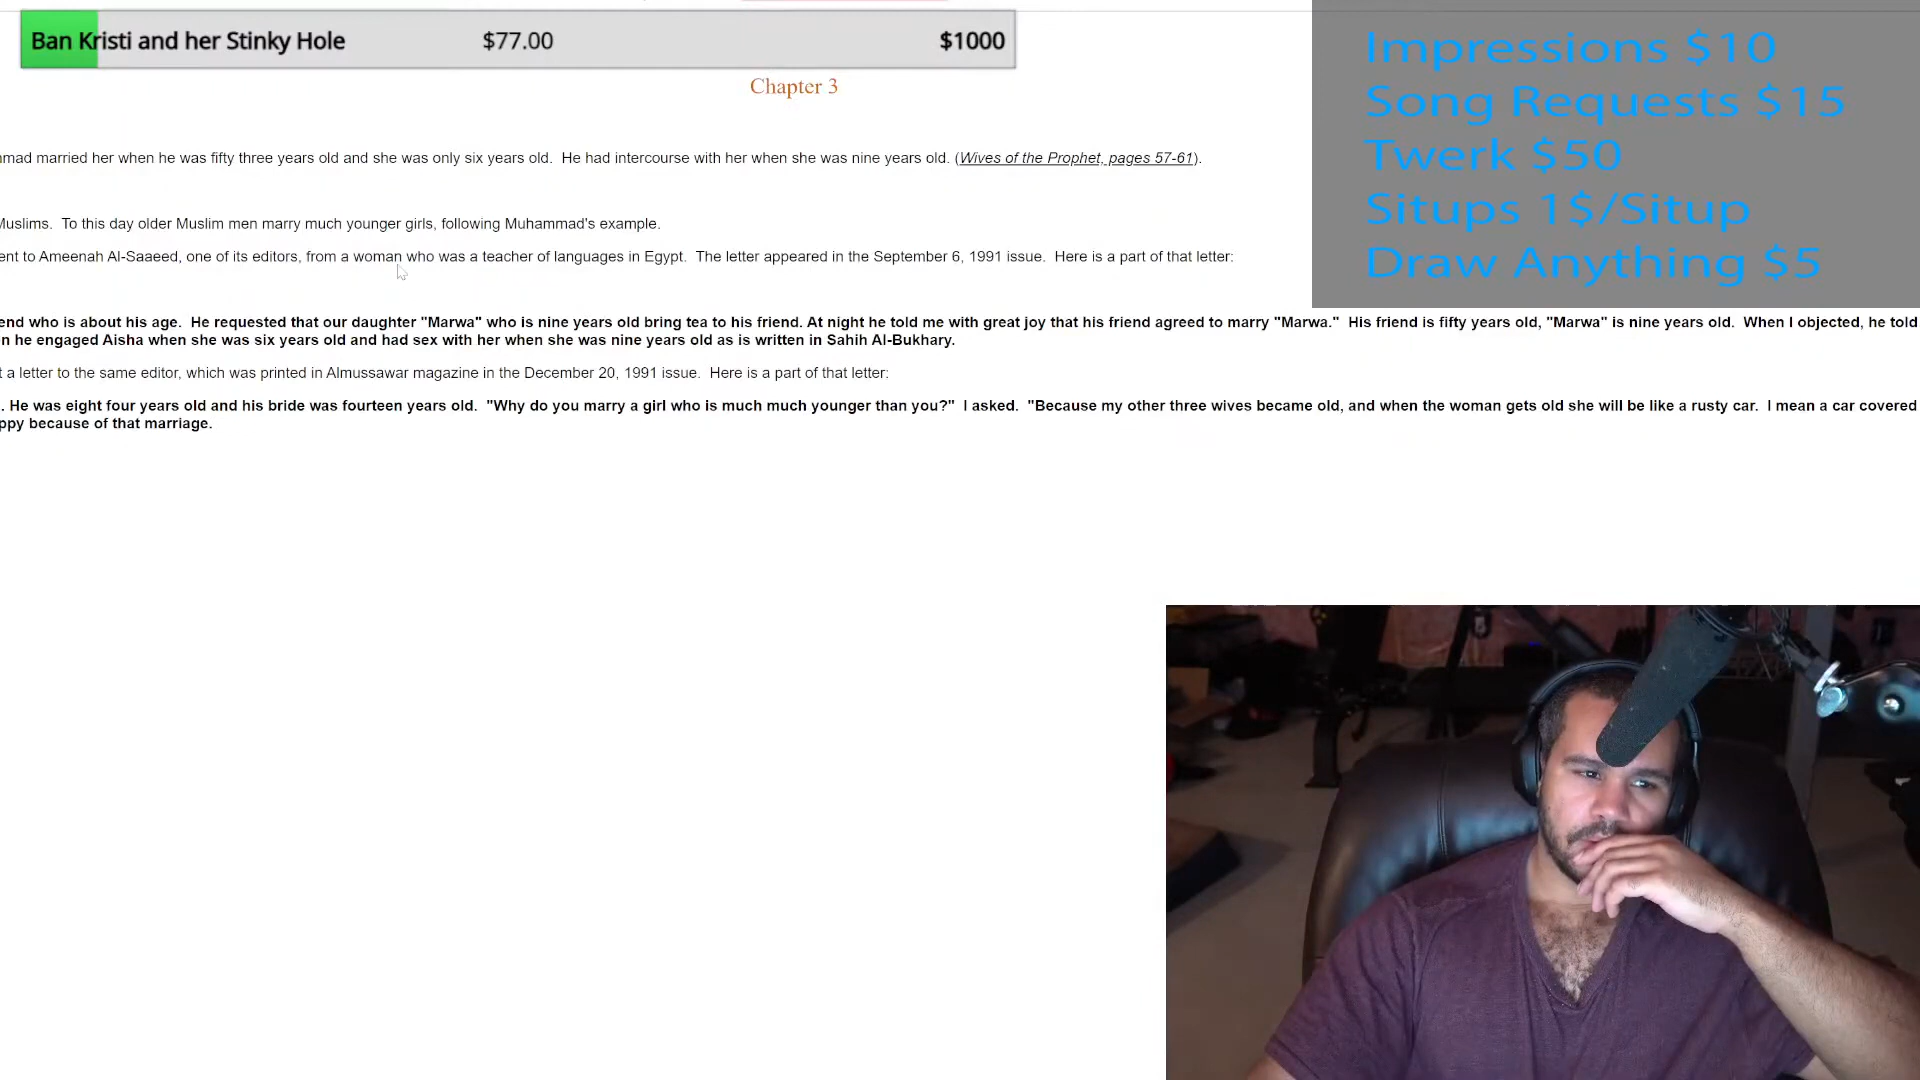 Ban Kristi and her Stinky Hole $77.00 $1000
Impressions $10
Song Requests $15
Twerk $50
Situps 1$/Situp
Draw Anything $5
Chapter 3
married her when he was fifty three years old and she was only six years old. He had intercourse with her when she was nine years old. (Wives of the Prophet, pages 57-61).
Muslims. To this day older Muslim men marry much younger girls, following Muhammad's example.
to Ameenah Al-Saaeed, one of its editors, from a woman who was a teacher of languages in Egypt. The letter appeared in the September 6, 1991 issue. Here is a part of that letter:
who is about his age. He requested that our daughter "Marwa" who is nine years old bring tea to his friend. At night he told me with great joy that his friend agreed to marry "Marwa." His friend is fifty years old, "Marwa" is nine years old. When I objected, he told
he engaged Aisha when she was six years old and had sex with her when she was nine years old as is written in Sahih Al-Bukhary.
a letter to the same editor, which was printed in Almussawar magazine in the December 20, 1991 issue. Here is a part of that letter:
. He was eight four years old and his bride was fourteen years old. "Why do you marry a girl who is much much younger than you?" I asked. "Because my other three wives became old, and when the woman gets old she will be like a rusty car. I mean a car covered
because of that marriage.